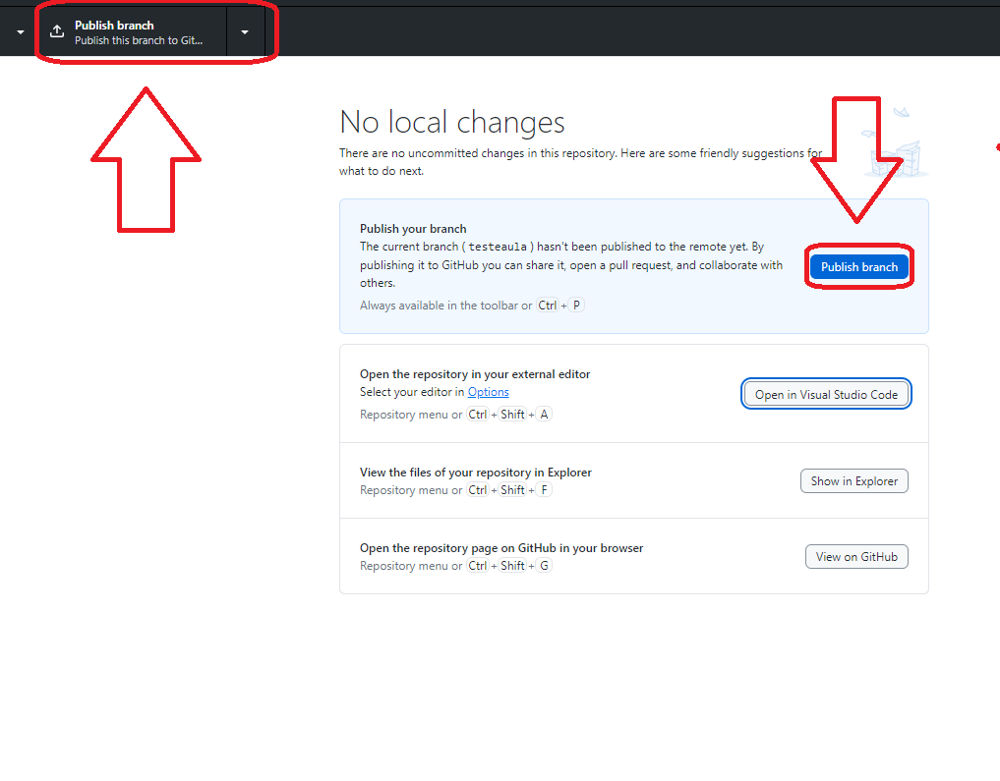 Publish branch
Publish this branch to Git...
No local changes
There are no uncommitted changes in this repository. Here are some friendly suggestions for
what to do next.
Publish your branch
The current branch ( testeaula ) hasn't been published to the remote yet. By
publishing it to GitHub you can share it, open a pull request, and collaborate with
others.
Always available in the toolbar or Ctrl + P
Publish branch
Open the repository in your external editor
Select your editor in Options
Repository menu or Ctrl + Shift + A
Open in Visual Studio Code
View the files of your repository in Explorer
Repository menu or Ctrl + Shift + F
Show in Explorer
Open the repository page on GitHub in your browser
Repository menu or Ctrl + Shift + G
View on GitHub